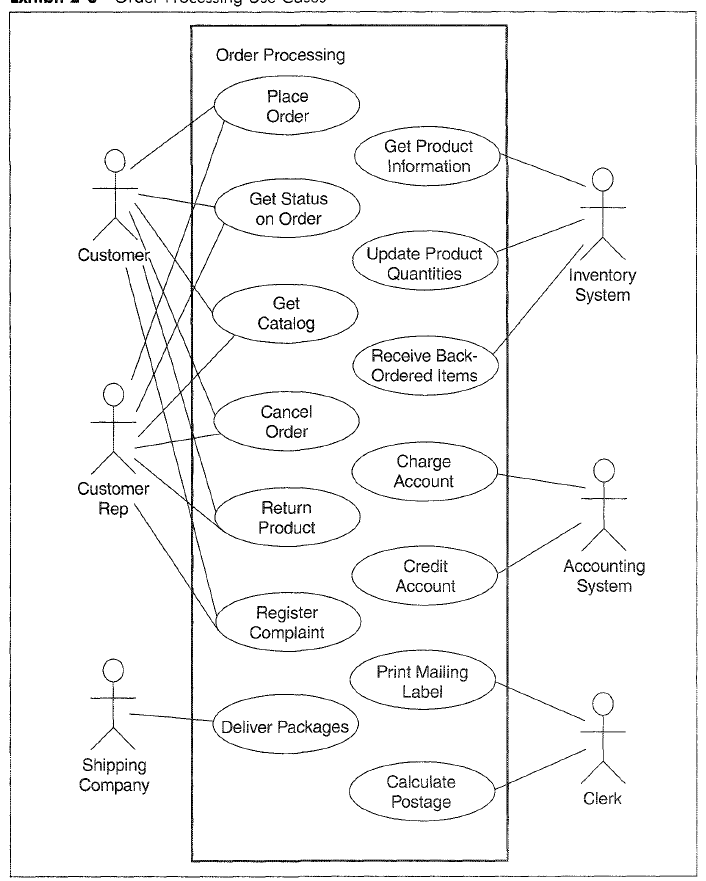 Order Processing Use Cases
Order Processing
Place
Order
Get Product
Information
Get Status
on Order
Customer
Update Product
Quantities
Inventory
System
Get
Catalog
Receive Back-
Ordered Items
Cancel
Order
Customer
Rep
Charge
Account
Return
Product
Credit
Account
Accounting
System
Register
Complaint
Print Mailing
Label
Deliver Packages
Shipping
Company
Calculate
Postage
Clerk